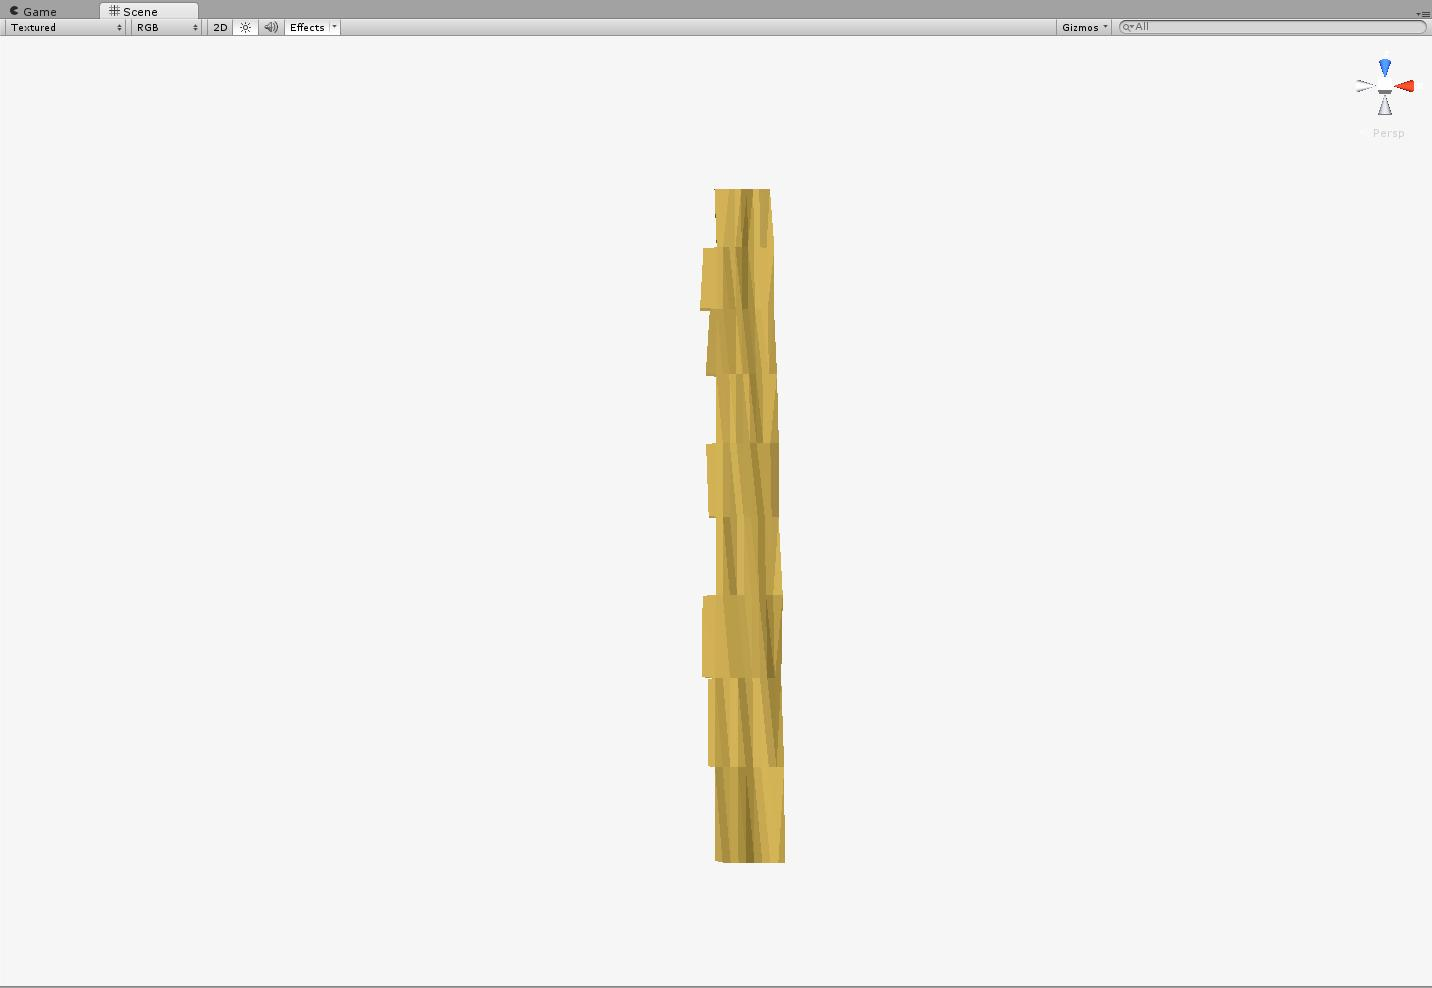 Game
Scene
Textured
RGB
2D
Effects
Gizmos
All
Persp